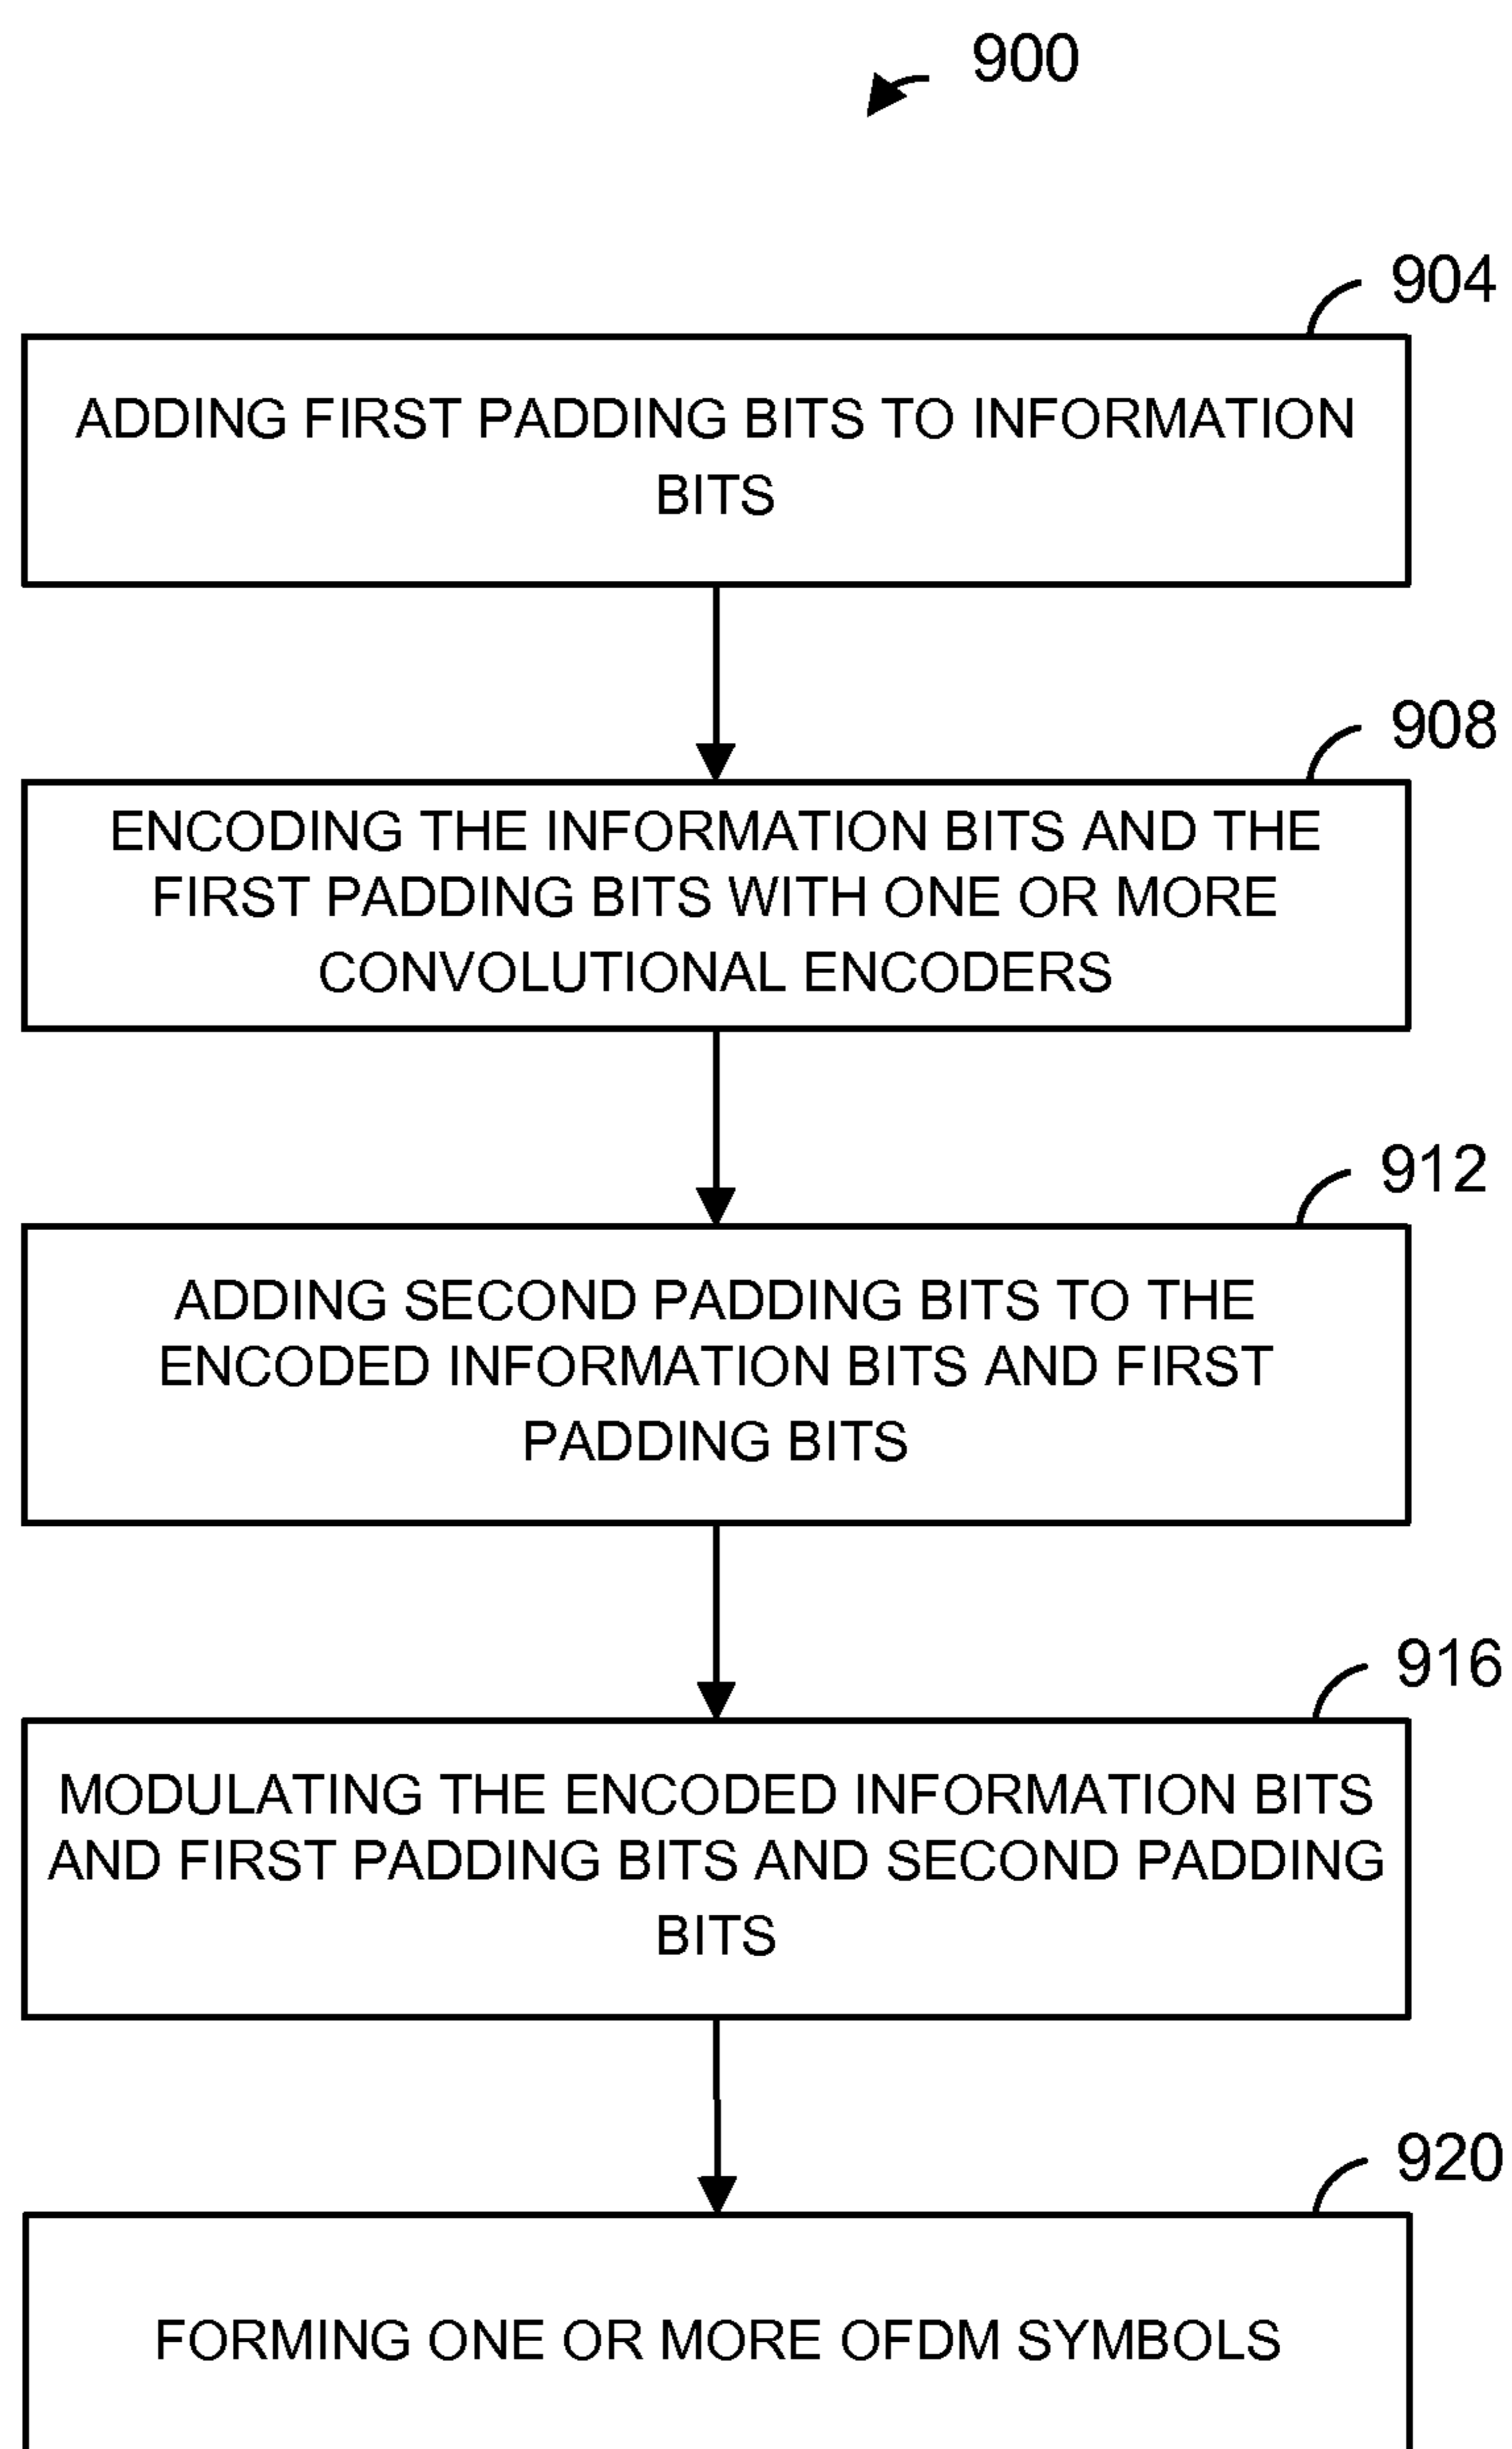 900
904
ADDING FIRST PADDING BITS TO INFORMATION
BITS
908
ENCODING THE INFORMATION BITS AND THE
FIRST PADDING BITS WITH ONE OR MORE
CONVOLUTIONAL ENCODERS
912
ADDING SECOND PADDING BITS TO THE
ENCODED INFORMATION BITS AND FIRST
PADDING BITS
916
MODULATING THE ENCODED INFORMATION BITS
AND FIRST PADDING BITS AND SECOND PADDING
BITS
920
FORMING ONE OR MORE OFDM SYMBOLS